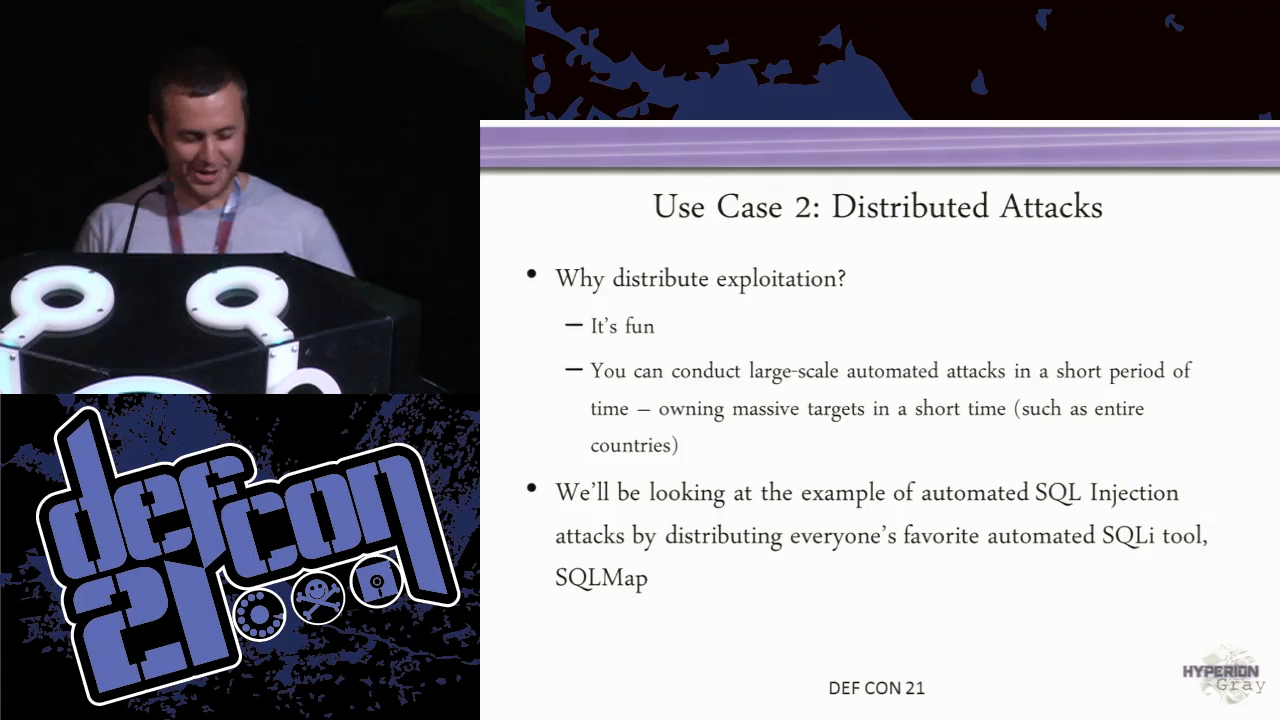 Use Case 2: Distributed Attacks
• Why distribute exploitation?
– It's fun
– You can conduct large-scale automated attacks in a short period of
time – owning massive targets in a short time (such as entire
countries)
• We'll be looking at the example of automated SQL Injection
attacks by distributing everyone's favorite automated SQLi tool,
SQLMap
DEF CON 21
HYPERION
Gray
defcon
21